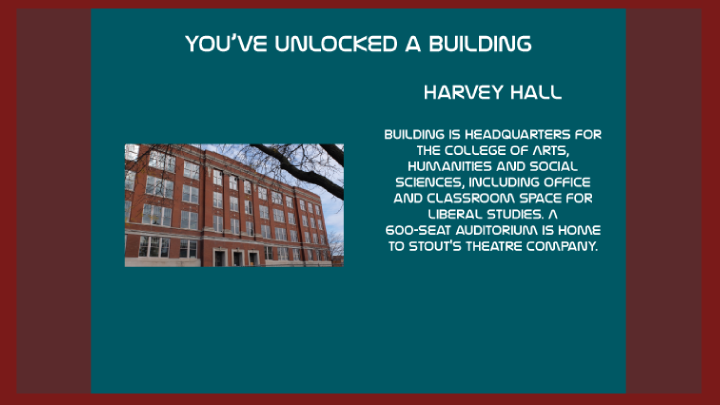 YOU'VE UNLOCKED A BUILDING
HARVEY HALL
BUILDING IS HEADQUARTERS FOR
THE COLLEGE OF ARTS,
HUMANITIES AND SOCIAL
SCIENCES, INCLUDING OFFICE
AND CLASSROOM SPACE FOR
LIBERAL STUDIES. A
600-SEAT AUDITORIUM IS HOME
TO STOUT'S THEATRE COMPANY.